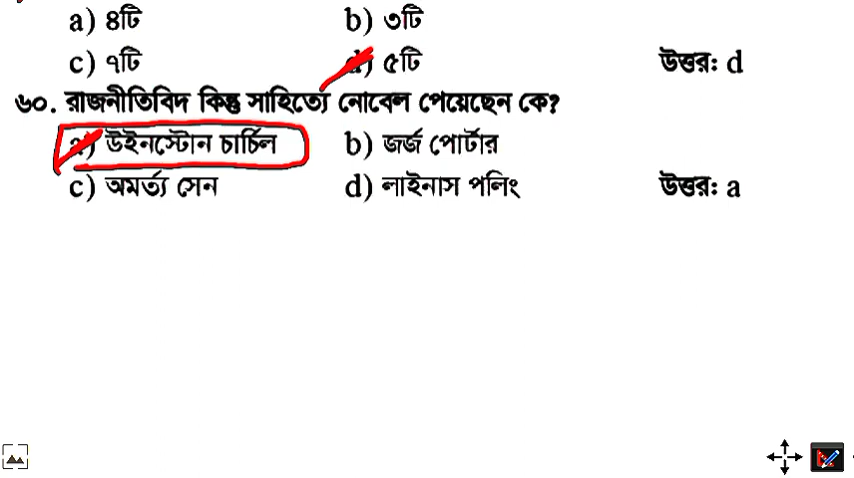 a) ৪টি b) ৩টি
c) ৭টি d) ৫টি উত্তর: d
৬০. রাজনীতিবিদ কিন্তু সাহিত্যে নোবেল পেয়েছেন কে?
a) উইনস্টোন চার্চিল b) জর্জ পোর্টার
c) অমর্ত্য সেন d) লাইনাস পলিং উত্তর: a